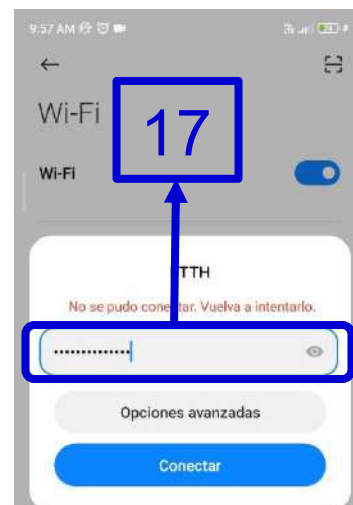 9:57 AM
Wi-Fi
17
Wi-Fi
TTH
No se pudo conectar. Vuelva a intentarlo.
••••••••••••••
Opciones avanzadas
Conectar